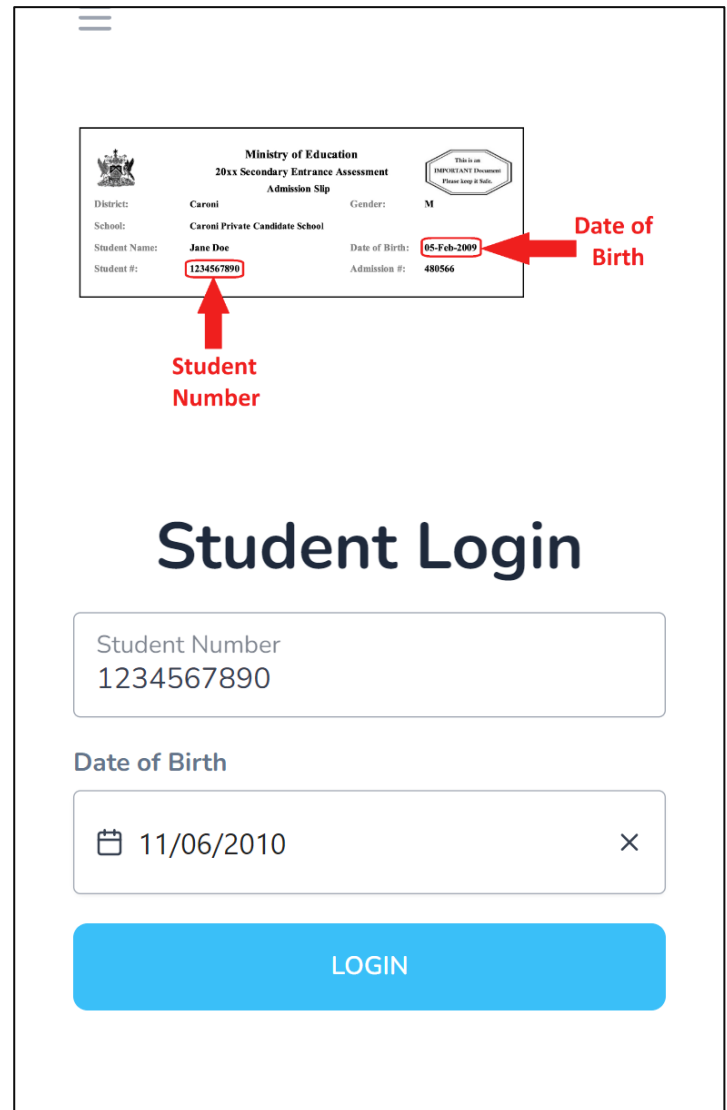 Ministry of Education
20xx Secondary Entrance Assessment
Admission Slip
This is an
IMPORTANT Document
Please keep it Safe.
District: Caroni Gender: M
School: Caroni Private Candidate School
Student Name: Jane Doe Date of Birth: 05-Feb-2009
Student #: 1234567890 Admission #: 480566
Date of
Birth
Student
Number
Student Login
Student Number
1234567890
Date of Birth
11/06/2010
LOGIN